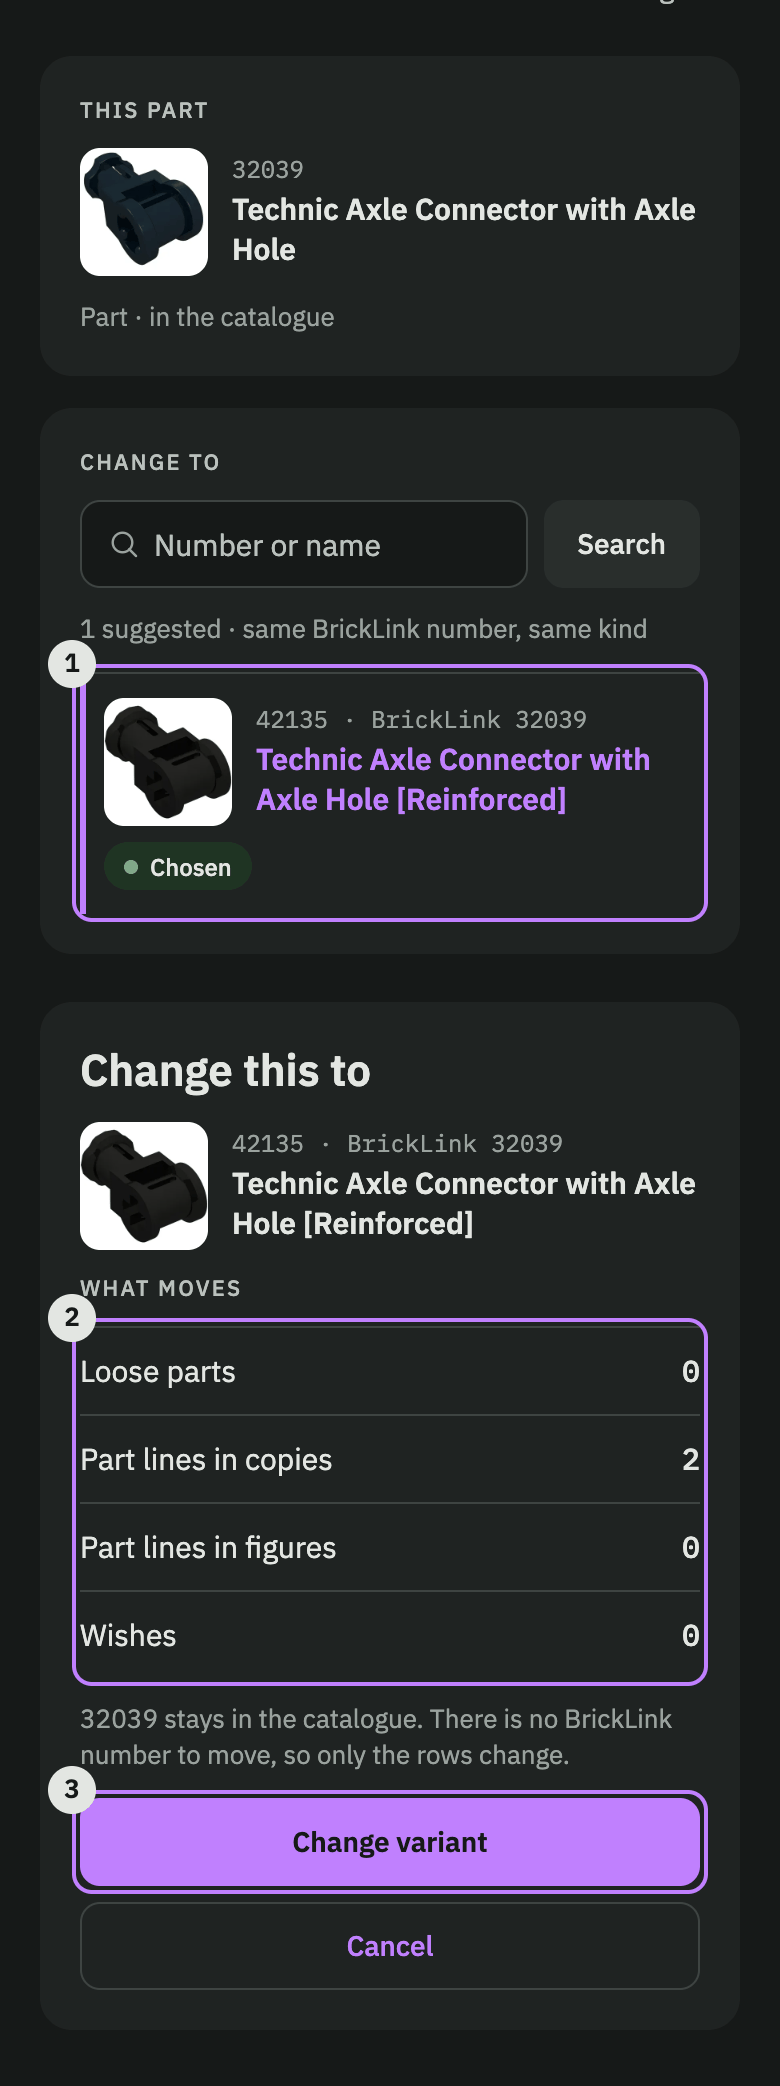 THIS PART
32039
Technic Axle Connector with Axle
Hole
Part · in the catalogue
CHANGE TO
Number or name
Search
1 suggested · same BrickLink number, same kind
1
42135 · BrickLink 32039
Technic Axle Connector with
Axle Hole [Reinforced]
Chosen
Change this to
42135 · BrickLink 32039
Technic Axle Connector with Axle
Hole [Reinforced]
WHAT MOVES
2
Loose parts 0
Part lines in copies 2
Part lines in figures 0
Wishes 0
32039 stays in the catalogue. There is no BrickLink
number to move, so only the rows change.
3
Change variant
Cancel